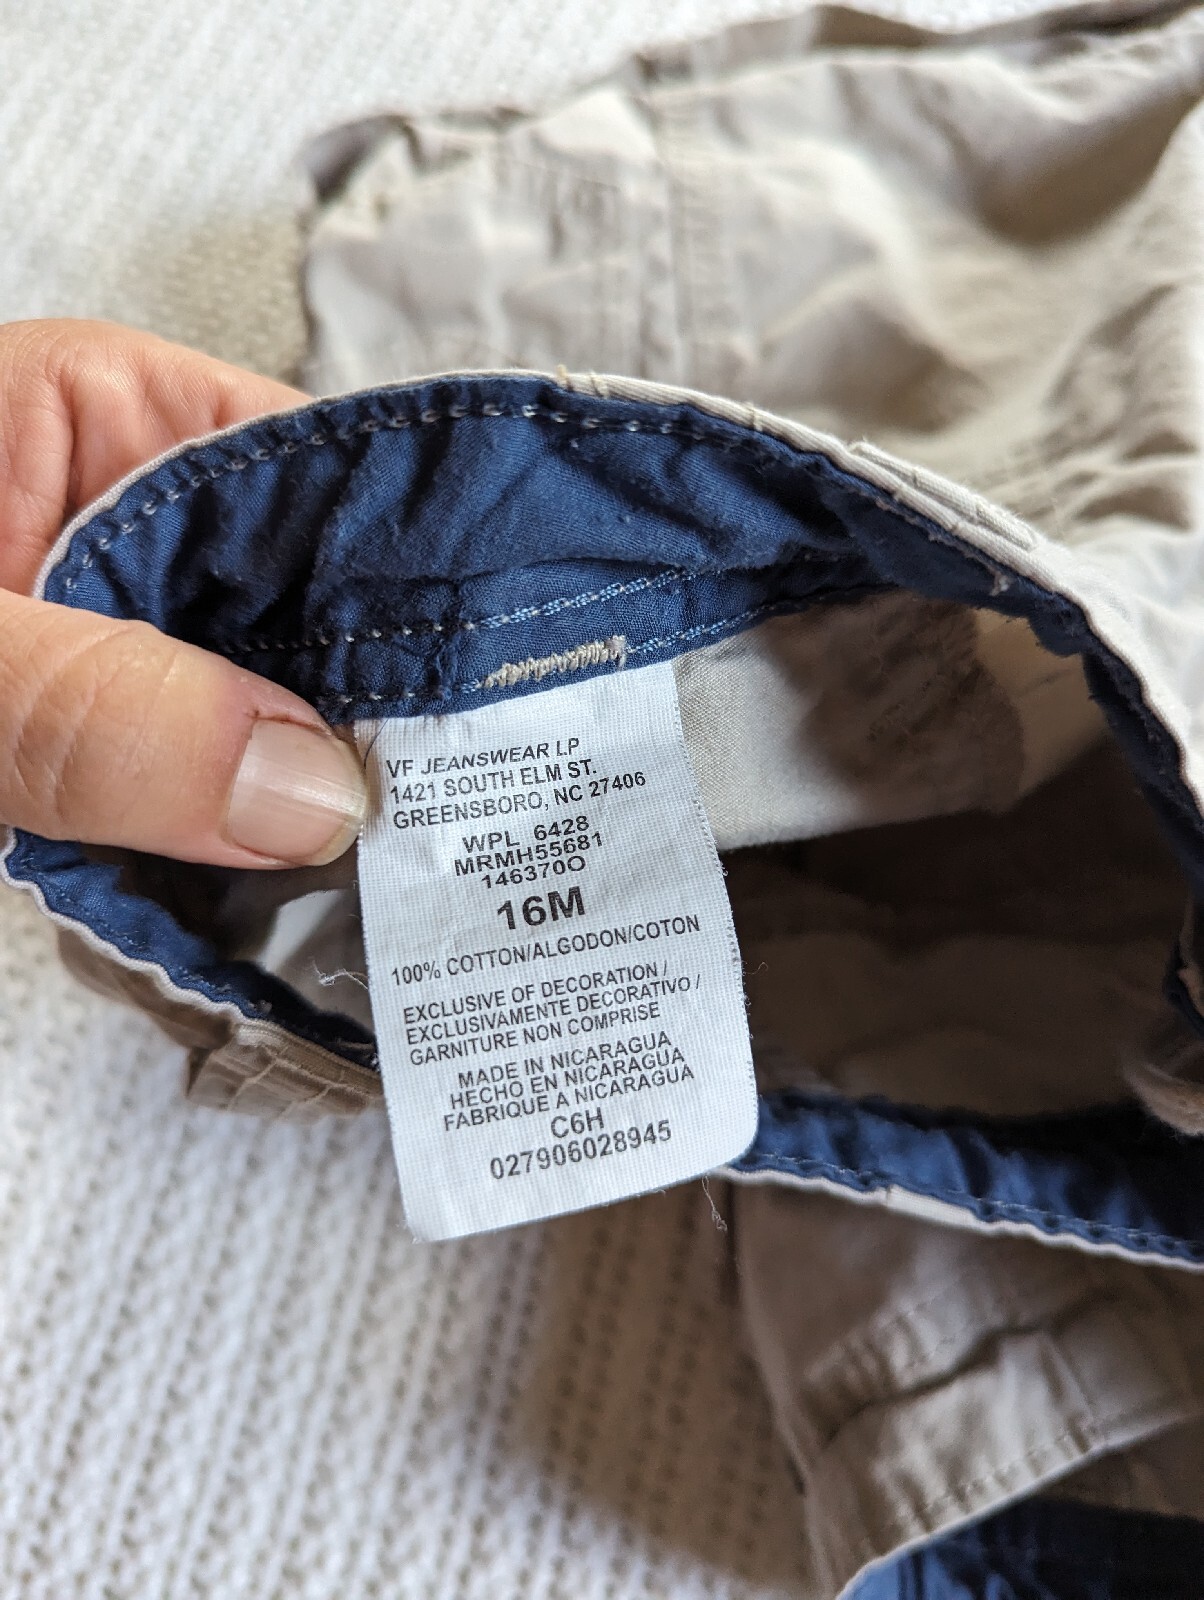 VF JEANSWEAR LP
1421 SOUTH ELM ST.
GREENSBORO, NC 27406
WPL 6428
MRMH55681
146370O
16M
100% COTTON/ALGODON/COTON
EXCLUSIVE OF DECORATION /
EXCLUSIVAMENTE DECORATIVO /
GARNITURE NON COMPRISE
MADE IN NICARAGUA
HECHO EN NICARAGUA
FABRIQUE A NICARAGUA
C6H
027906028945